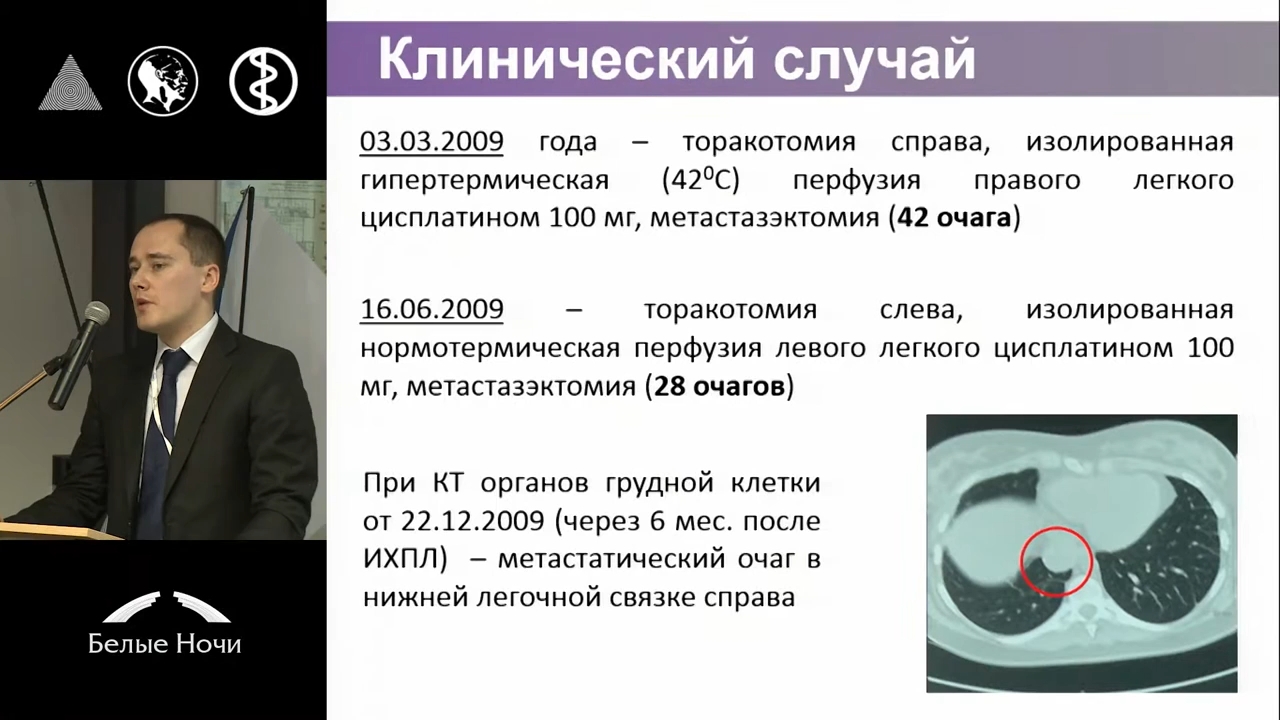 Клинический случай
03.03.2009 года – торакотомия справа, изолированная
гипертермическая (42⁰С) перфузия правого легкого
цисплатином 100 мг, метастазэктомия (42 очага)
16.06.2009 – торакотомия слева, изолированная
нормотермическая перфузия левого легкого цисплатином 100
мг, метастазэктомия (28 очагов)
При КТ органов грудной клетки
от 22.12.2009 (через 6 мес. после
ИХПЛ) – метастатический очаг в
нижней легочной связке справа
Белые Ночи